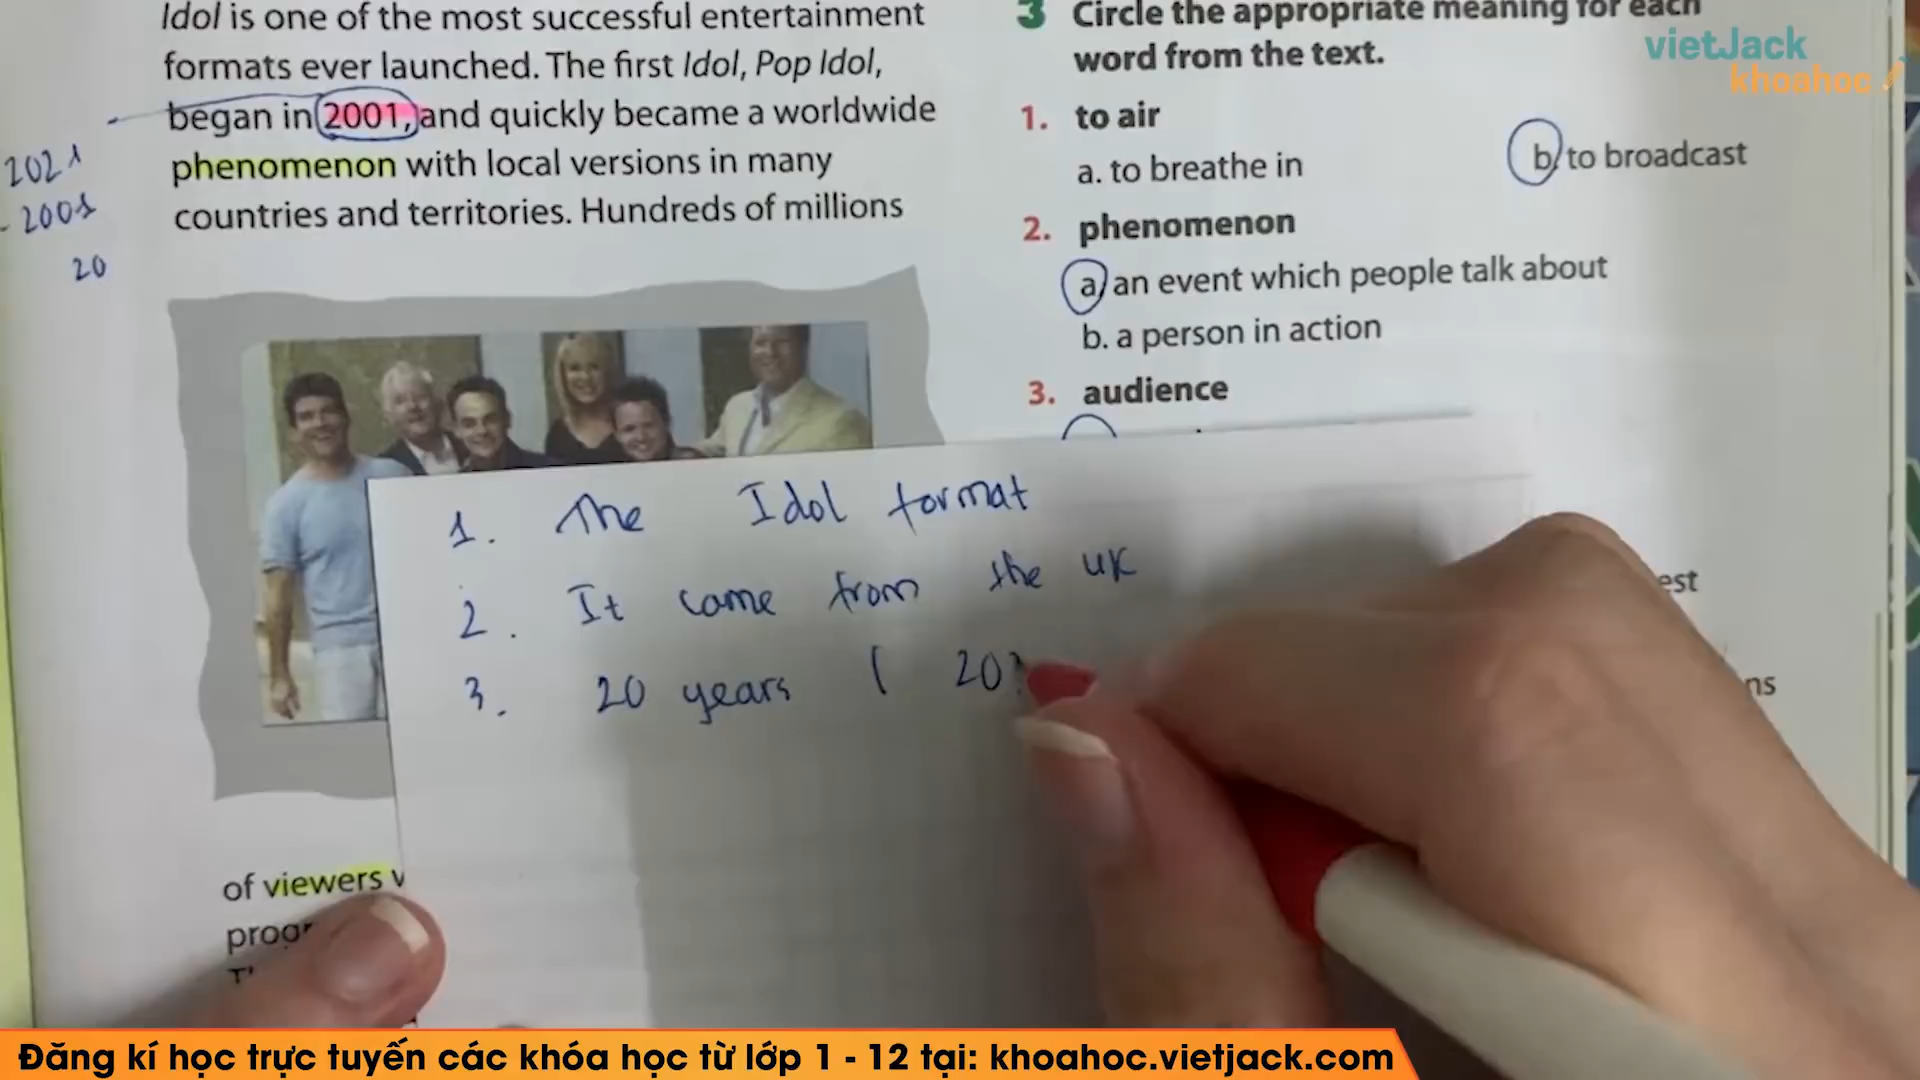 Idol is one of the most successful entertainment
formats ever launched. The first Idol, Pop Idol,
began in 2001, and quickly became a worldwide
phenomenon with local versions in many
countries and territories. Hundreds of millions
2021
- 2001
20
of viewers
3 Circle the appropriate meaning for each
word from the text.
1. to air
a. to breathe in
b. to broadcast
2. phenomenon
a. an event which people talk about
b. a person in action
3. audience
1. The Idol format
2. It came from the UK
3. 20 years ( 20
vietJack
khoahoc
Đăng kí học trực tuyến các khóa học từ lớp 1 - 12 tại: khoahoc.vietjack.com